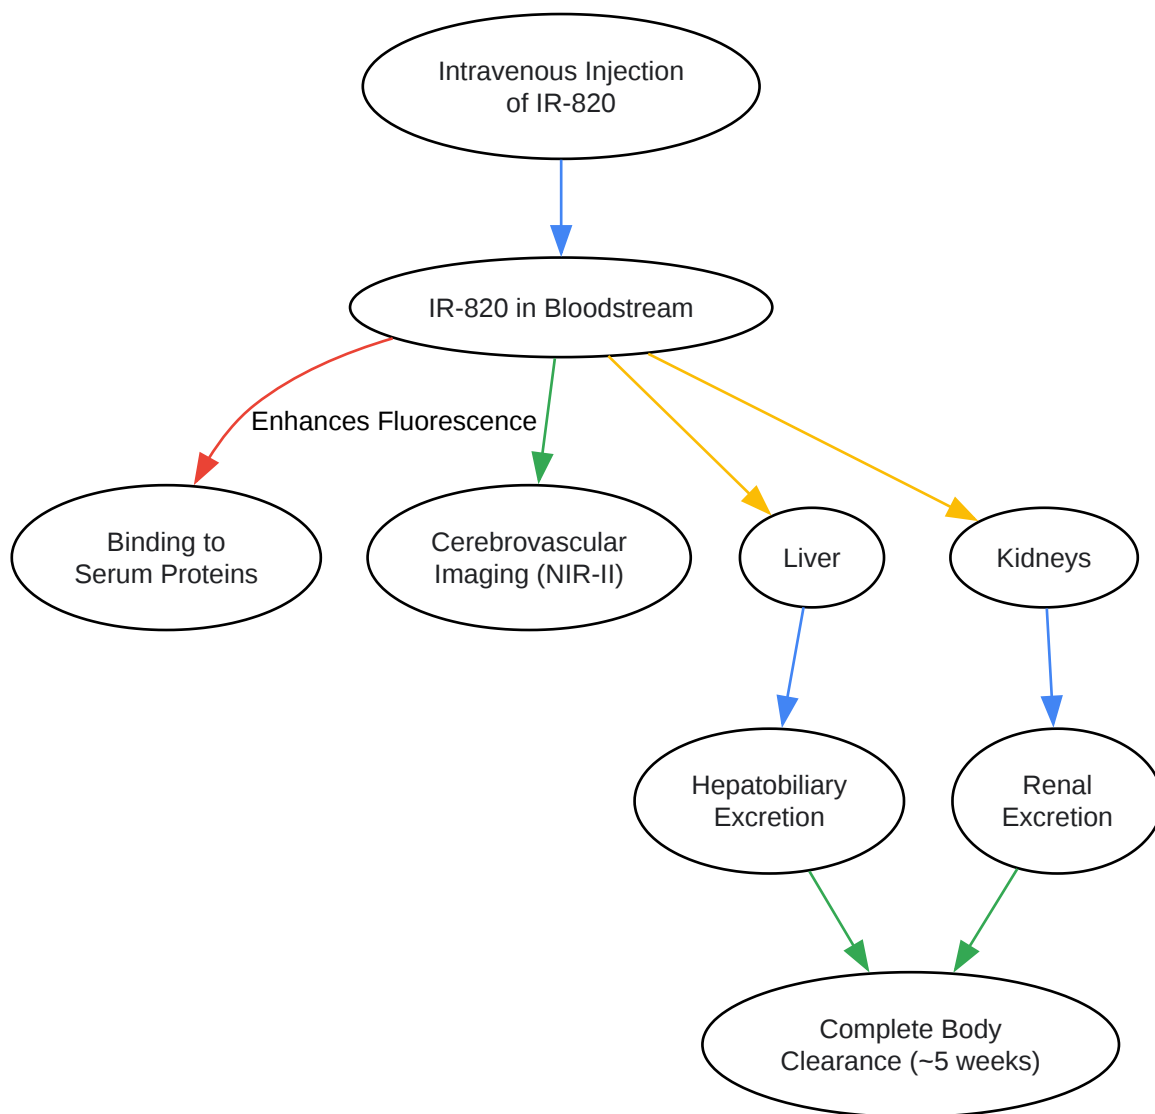 Intravenous Injection
of IR-820
IR-820 in Bloodstream
Enhances Fluorescence
Binding to
Serum Proteins
Cerebrovascular
Imaging (NIR-II)
Liver
Kidneys
Hepatobiliary
Excretion
Renal
Excretion
Complete Body
Clearance (~5 weeks)